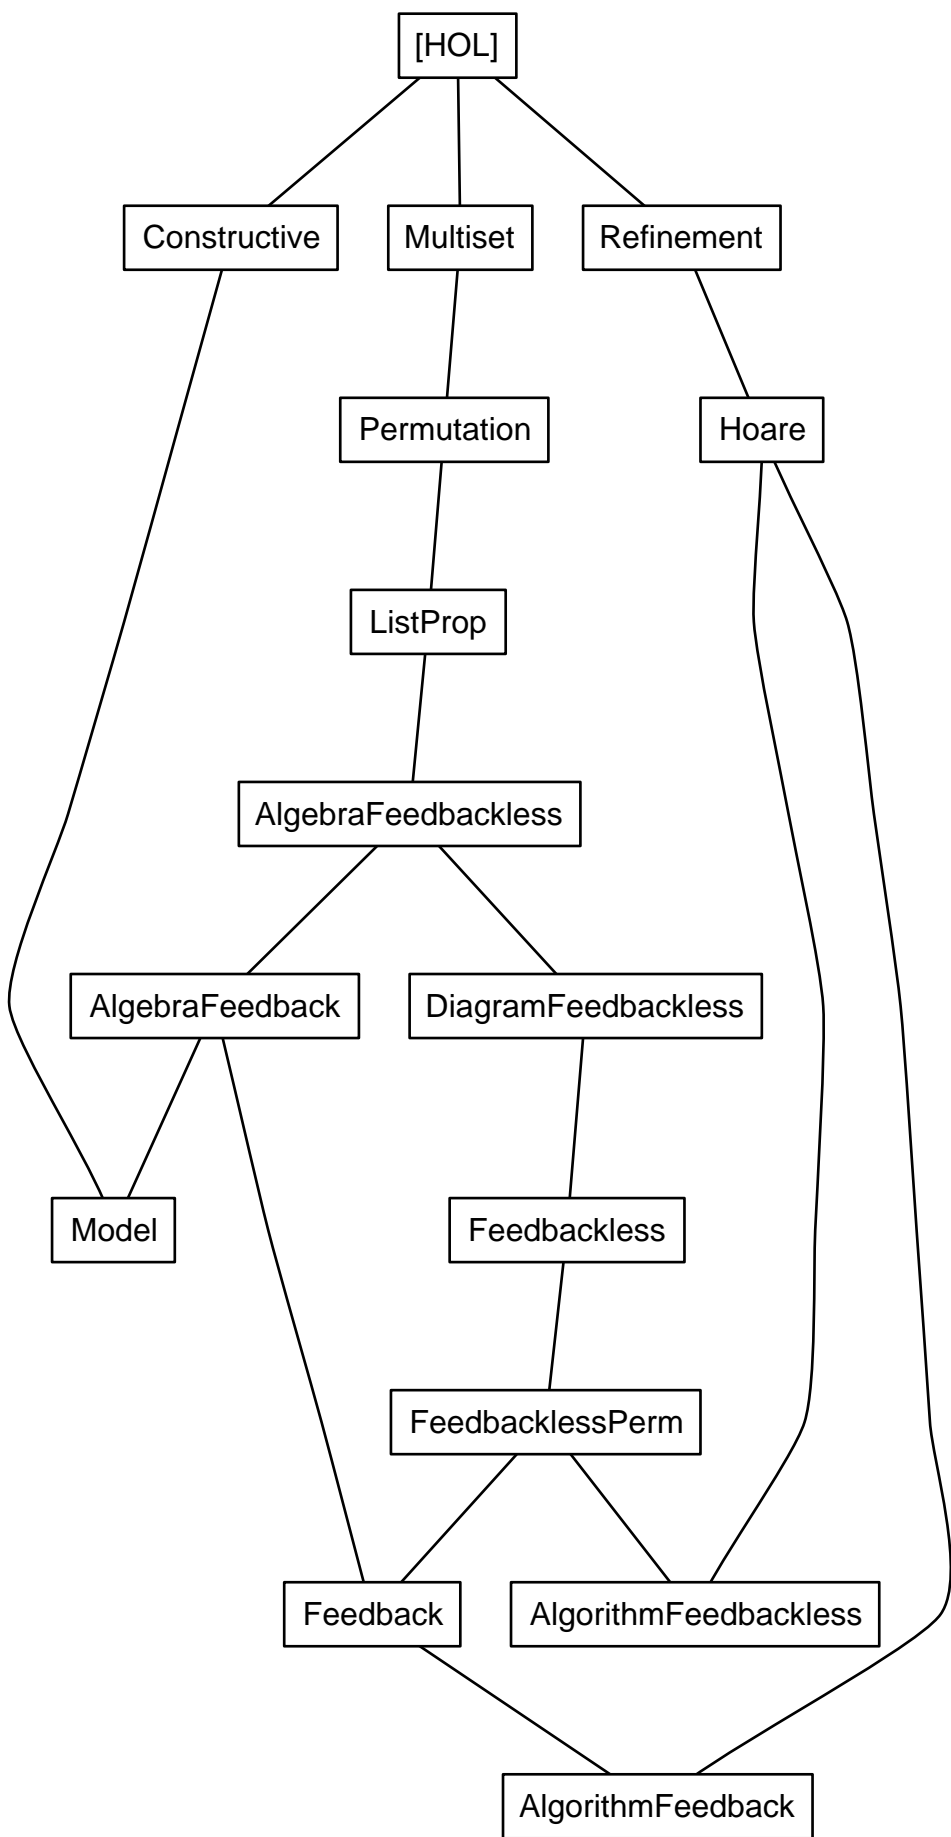 [HOL]
Constructive
Multiset
Refinement
Permutation
Hoare
ListProp
AlgebraFeedbackless
AlgebraFeedback
DiagramFeedbackless
Model
Feedbackless
FeedbacklessPerm
Feedback
AlgorithmFeedbackless
AlgorithmFeedback